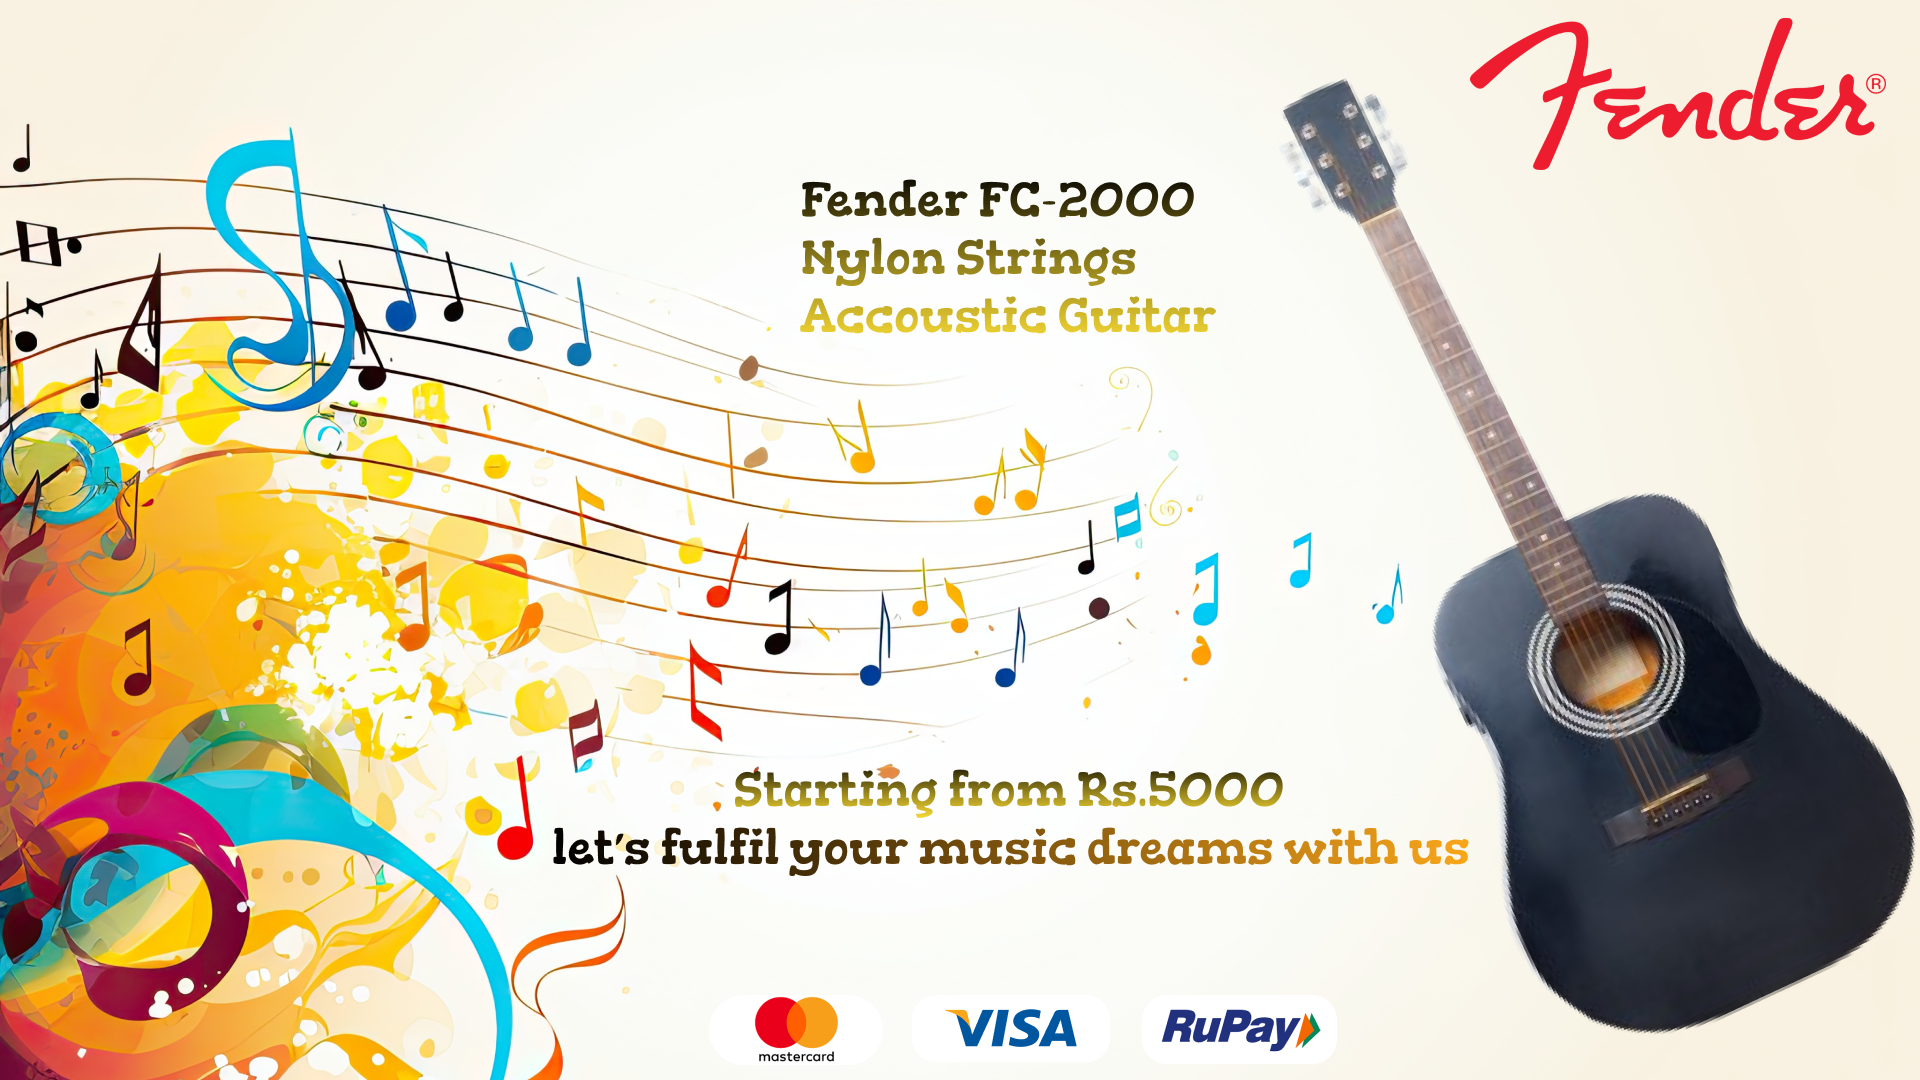 Fender®
Fender FC-2000
Nylon Strings
Accoustic Guitar
Starting from Rs.5000
let's fulfil your music dreams with us
mastercard
VISA
RuPay